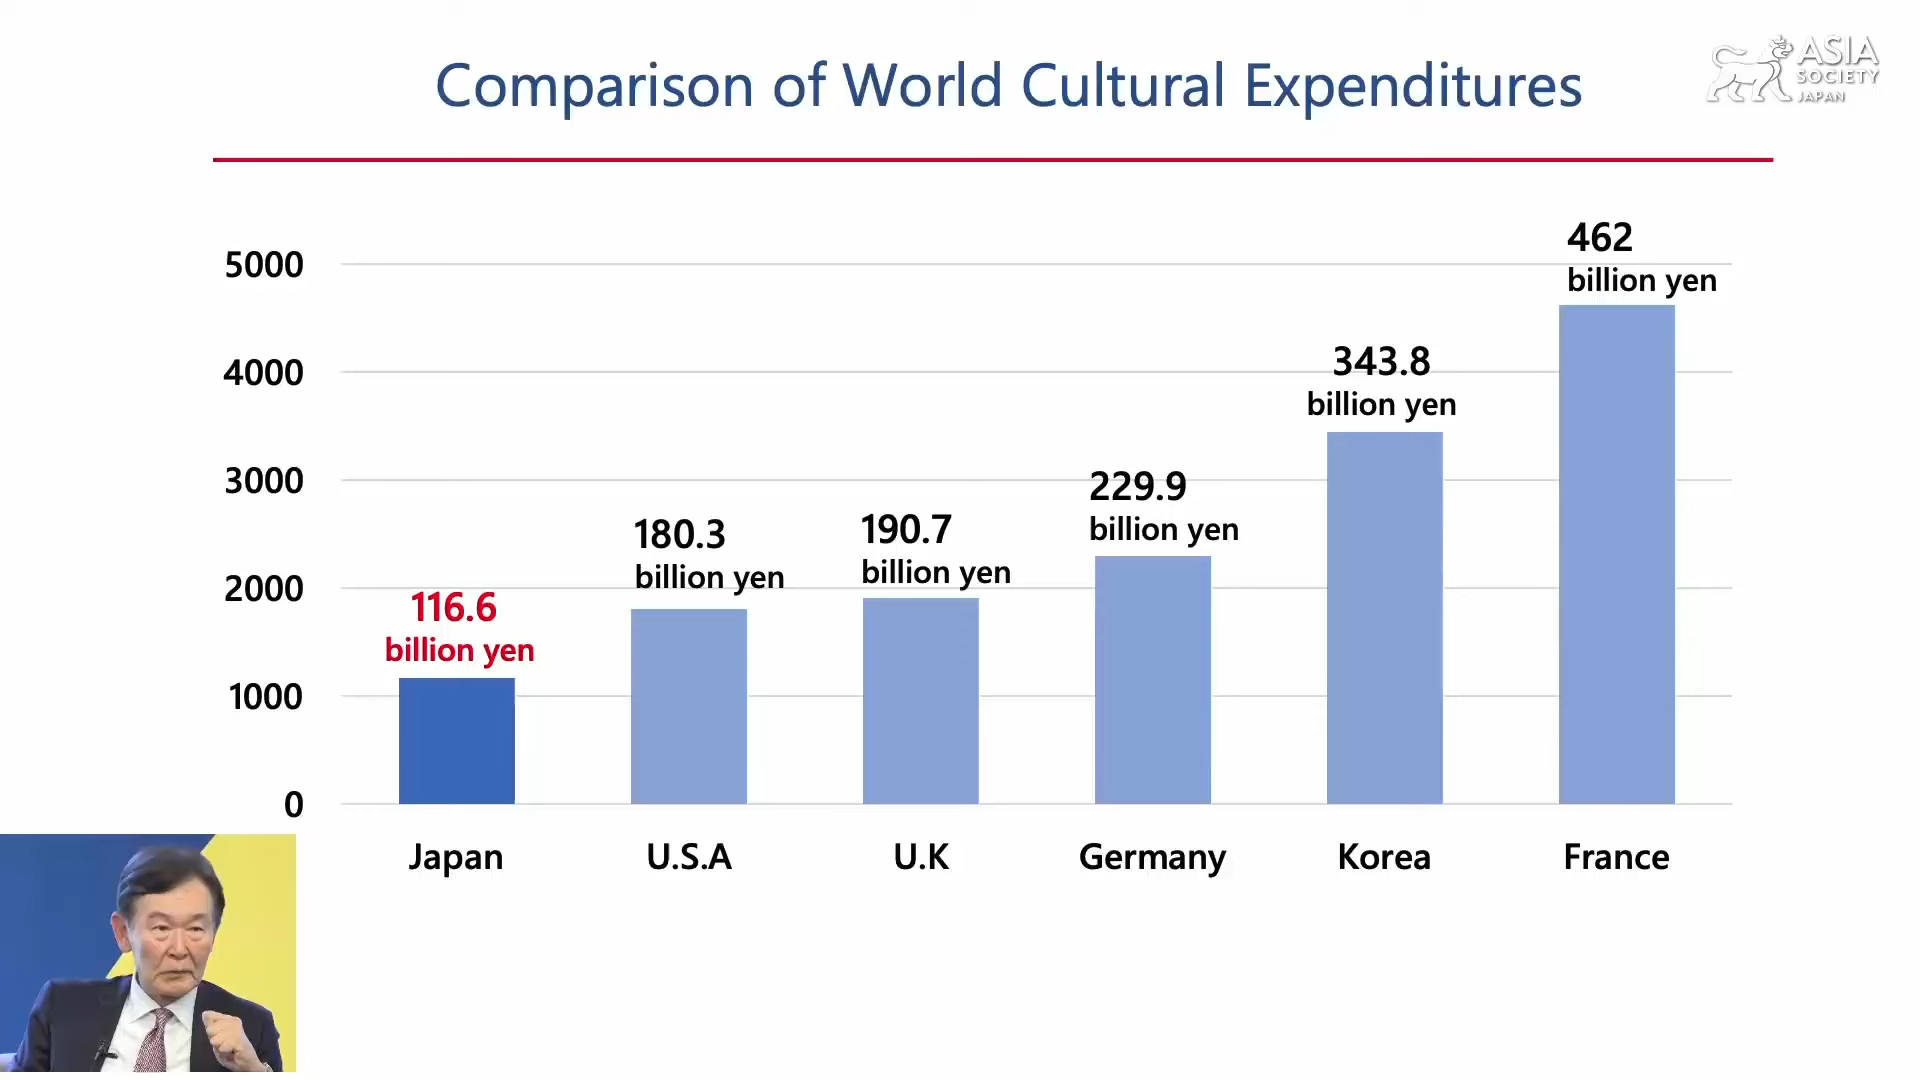 Comparison of World Cultural Expenditures
ASIA
SOCIETY
JAPAN
5000
4000
3000
2000
1000
0
116.6
billion yen
180.3
billion yen
190.7
billion yen
229.9
billion yen
343.8
billion yen
462
billion yen
Japan
U.S.A
U.K
Germany
Korea
France